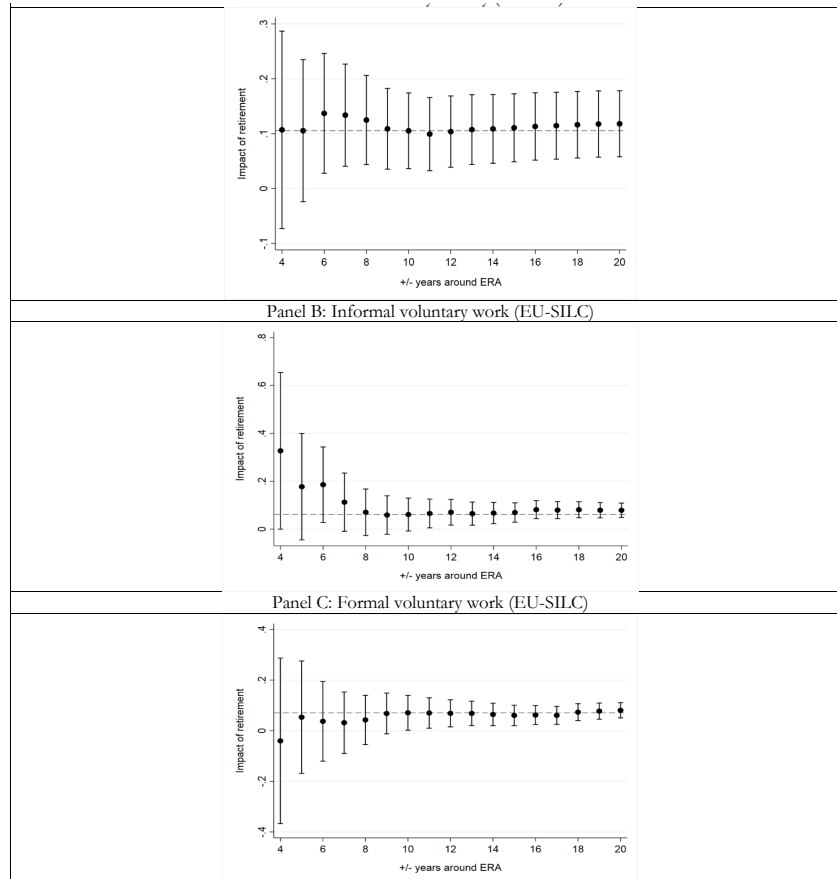 .3
.2
.1
0
-.1
Impact of retirement
4 6 8 10 12 14 16 18 20
+/- years around ERA
Panel B: Informal voluntary work (EU-SILC)
.8
.6
.4
.2
0
Impact of retirement
4 6 8 10 12 14 16 18 20
+/- years around ERA
Panel C: Formal voluntary work (EU-SILC)
.4
.2
0
-.2
-.4
Impact of retirement
4 6 8 10 12 14 16 18 20
+/- years around ERA